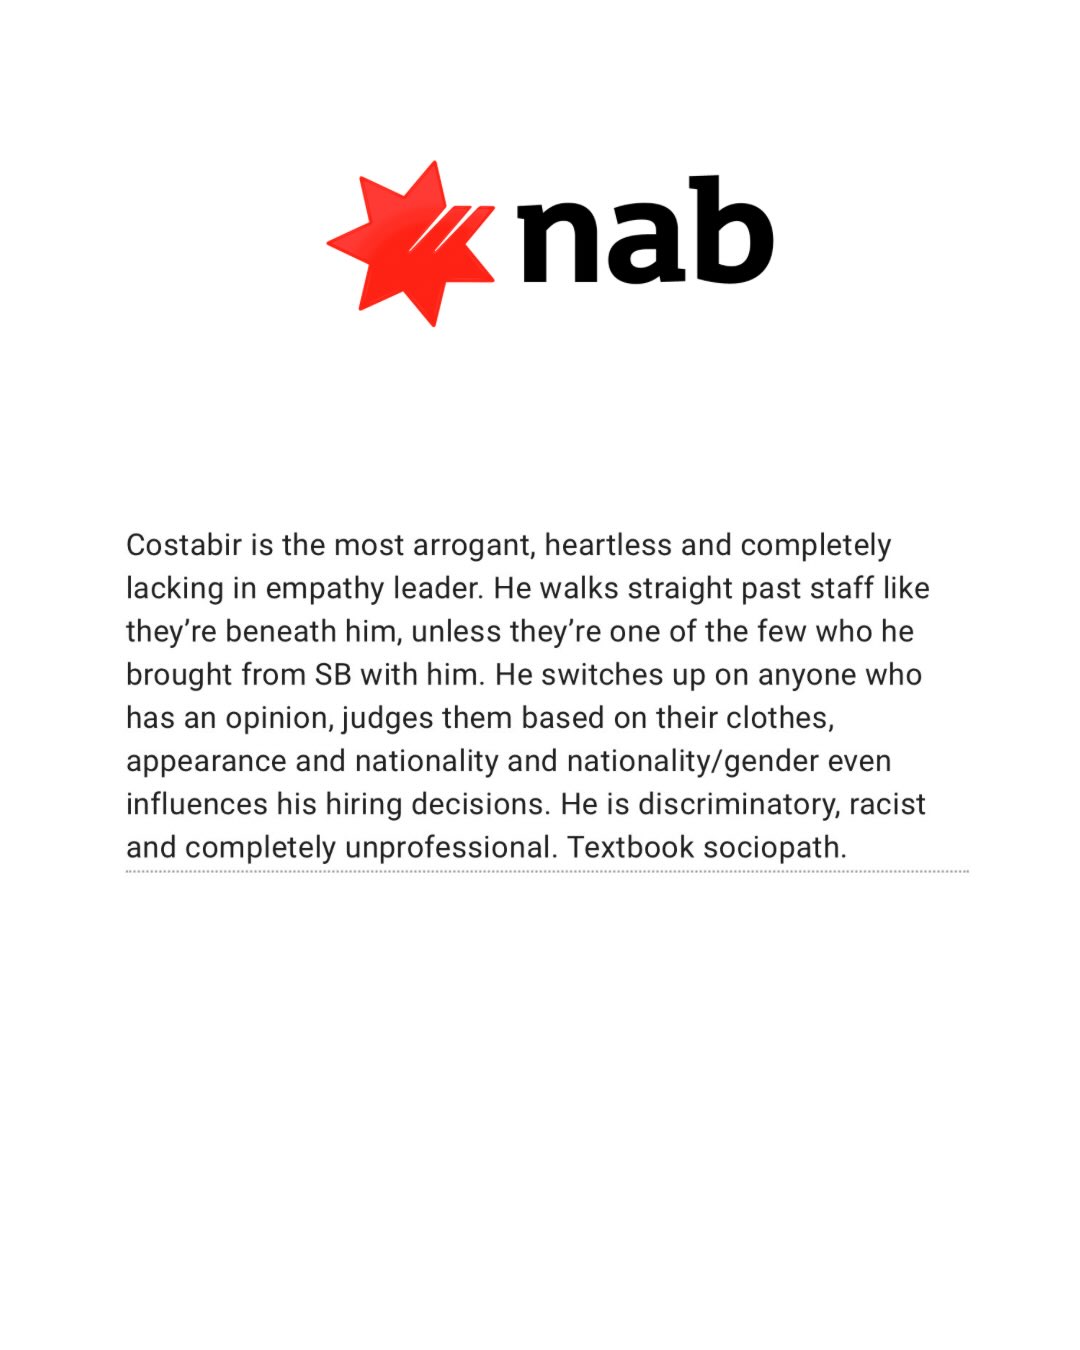 nab
Costabir is the most arrogant, heartless and completely
lacking in empathy leader. He walks straight past staff like
they’re beneath him, unless they’re one of the few who he
brought from SB with him. He switches up on anyone who
has an opinion, judges them based on their clothes,
appearance and nationality and nationality/gender even
influences his hiring decisions. He is discriminatory, racist
and completely unprofessional. Textbook sociopath.